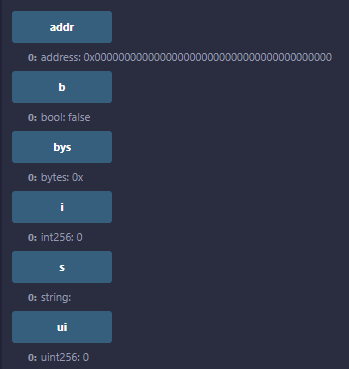 addr
0: address: 0x0000000000000000000000000000000000000000
b
0: bool: false
bys
0: bytes: 0x
i
0: int256: 0
s
0: string:
ui
0: uint256: 0